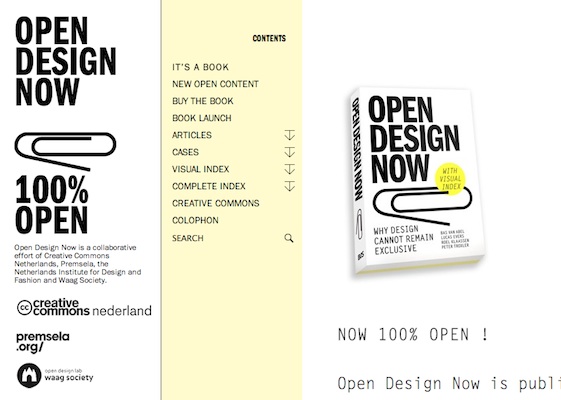 OPEN
DESIGN
NOW
100%
OPEN
Open Design Now is a collaborative
effort of Creative Commons
Netherlands, Premsela, the
Netherlands Institute for Design and
Fashion and Waag Society.
cc creative
commons nederland
premsela
.org/
open design lab
waag society
CONTENTS
IT'S A BOOK
NEW OPEN CONTENT
BUY THE BOOK
BOOK LAUNCH
ARTICLES
CASES
VISUAL INDEX
COMPLETE INDEX
CREATIVE COMMONS
COLOPHON
SEARCH
OPEN DESIGN NOW
BIS
OPEN
DESIGN
NOW
WITH
VISUAL
INDEX
WHY DESIGN
CANNOT REMAIN
EXCLUSIVE
BAS VAN ABEL
LUCAS EVERS
ROEL KLAASSEN
PETER TROXLER
NOW 100% OPEN !
Open Design Now is publi